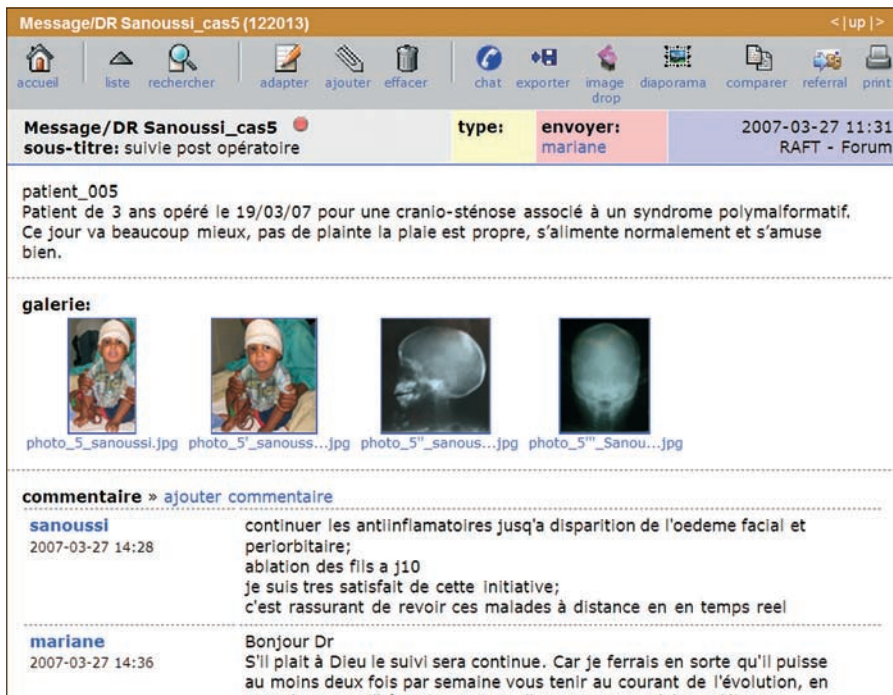 Message/DR Sanoussi_cas5 (122013) < | up | >
accueil liste rechercher adapter ajouter effacer chat exporter image drop diaporama comparer referral print
Message/DR Sanoussi_cas5 type: envoyer: 2007-03-27 11:31
sous-titre: suivie post opératoire mariane RAFT - Forum
patient_005
Patient de 3 ans opéré le 19/03/07 pour une cranio-sténose associé à un syndrome polymalformatif.
Ce jour va beaucoup mieux, pas de plainte la plaie est propre, s’alimente normalement et s’amuse
bien.
galerie:
photo_5_sanoussi.jpg photo_5'_sanouss...jpg photo_5''_sanous...jpg photo_5'''_Sanou...jpg
commentaire » ajouter commentaire
sanoussi
2007-03-27 14:28
continuer les antiinflamatoires jusq'a disparition de l'oedeme facial et
periorbitaire;
ablation des fils a j10
je suis tres satisfait de cette initiative;
c'est rassurant de revoir ces malades à distance en en temps reel
mariane
2007-03-27 14:36
Bonjour Dr
S'il plait à Dieu le suivi sera continue. Car je ferrais en sorte qu'il puisse
au moins deux fois par semaine vous tenir au courant de l'évolution, en